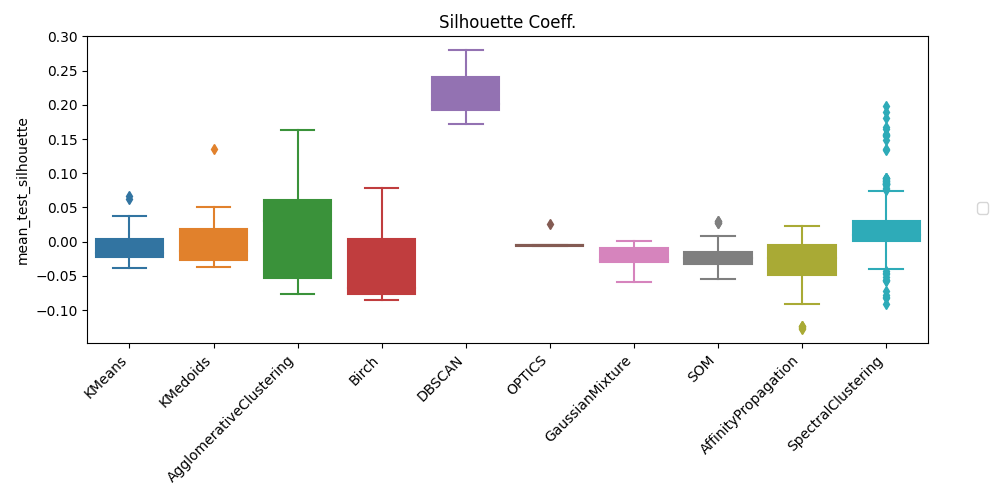 Silhouette Coeff.
mean_test_silhouette
0.30
0.25
0.20
0.15
0.10
0.05
0.00
−0.05
−0.10
KMeans
KMedoids
AgglomerativeClustering
Birch
DBSCAN
OPTICS
GaussianMixture
SOM
AffinityPropagation
SpectralClustering